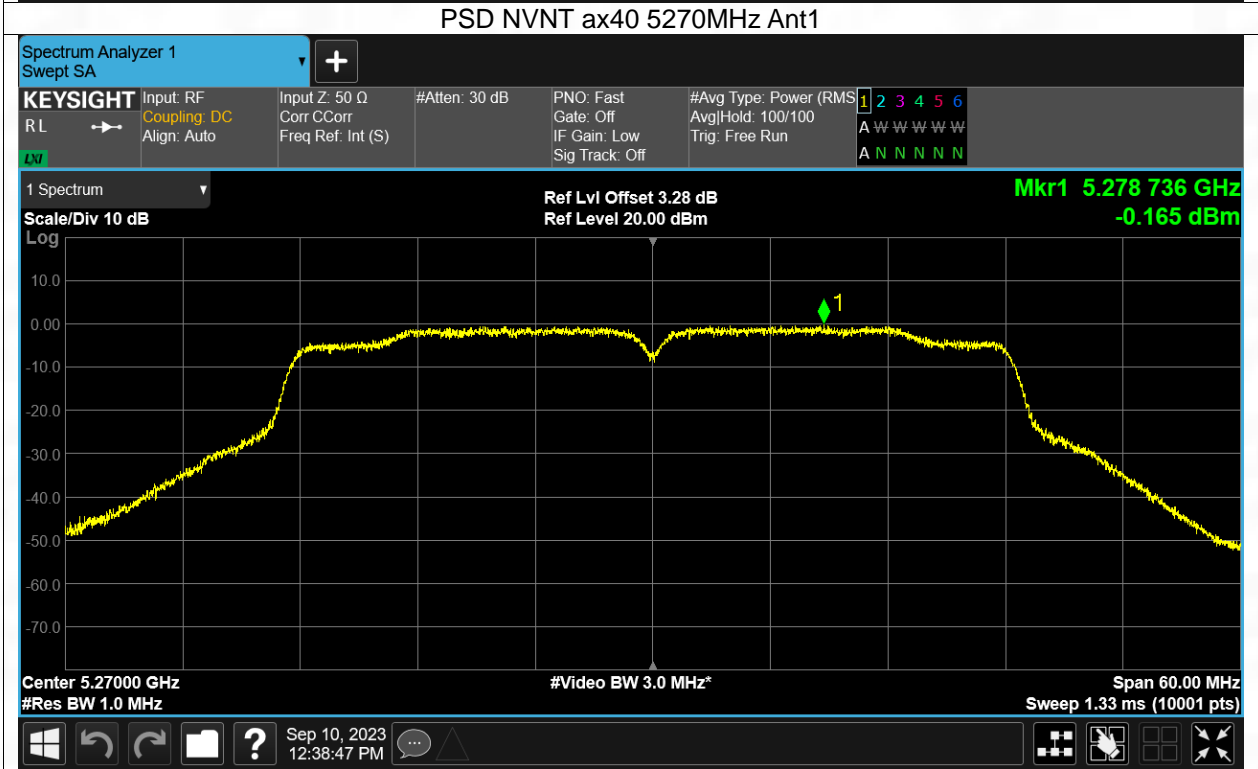 PSD NVNT ax40 5270MHz Ant1
Spectrum Analyzer 1
Swept SA
KEYSIGHT
R L
LXI
Input: RF
Coupling: DC
Align: Auto
Input Z: 50 Ω
Corr CCorr
Freq Ref: Int (S)
#Atten: 30 dB
PNO: Fast
Gate: Off
IF Gain: Low
Sig Track: Off
#Avg Type: Power (RMS
Avg|Hold: 100/100
Trig: Free Run
1 2 3 4 5 6
A W W W W W
A N N N N N
1 Spectrum
Scale/Div 10 dB
Ref Lvl Offset 3.28 dB
Ref Level 20.00 dBm
Mkr1 5.278 736 GHz
-0.165 dBm
Log
10.0
0.00
-10.0
-20.0
-30.0
-40.0
-50.0
-60.0
-70.0
1
Center 5.27000 GHz
#Res BW 1.0 MHz
#Video BW 3.0 MHz*
Span 60.00 MHz
Sweep 1.33 ms (10001 pts)
?
Sep 10, 2023
12:38:47 PM